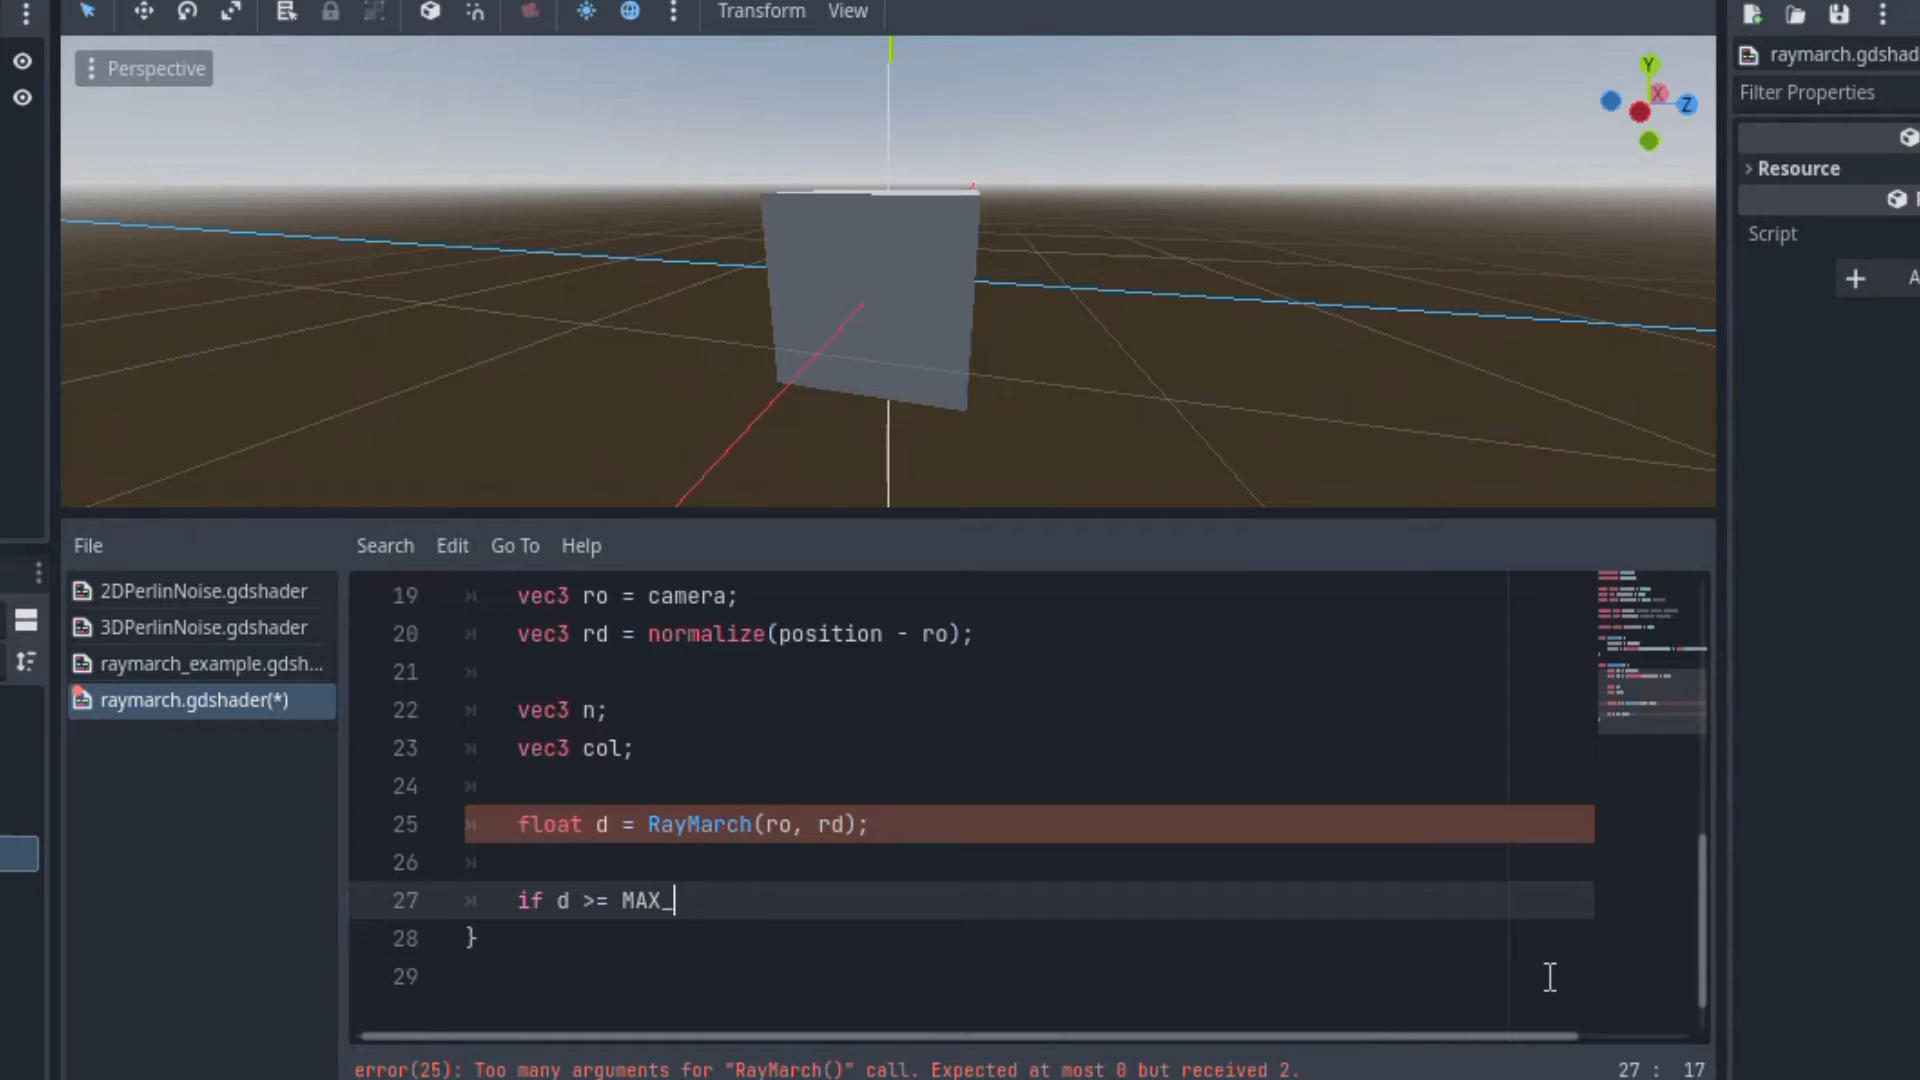 Transform View
Perspective
Y
X
Z
raymarch.gdshad
Filter Properties
Resource
Script
A
File
Search Edit Go To Help
2DPerlinNoise.gdshader
3DPerlinNoise.gdshader
raymarch_example.gdsh...
raymarch.gdshader(*)
19 vec3 ro = camera;
20 vec3 rd = normalize(position - ro);
21
22 vec3 n;
23 vec3 col;
24
25 float d = RayMarch(ro, rd);
26
27 if d >= MAX_
28 }
29
error(25): Too many arguments for "RayMarch()" call. Expected at most 0 but received 2.
27 : 17